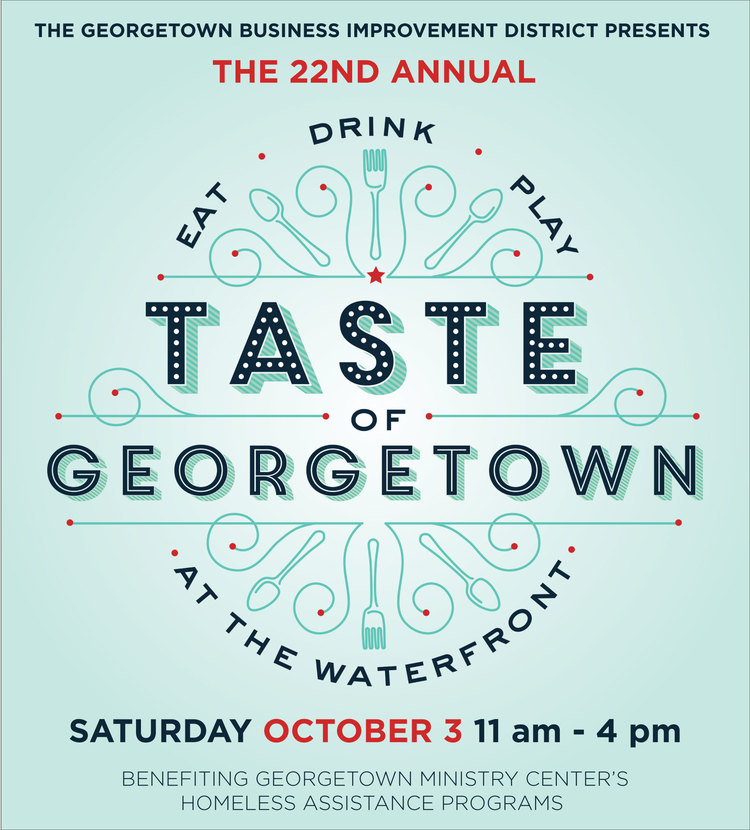 THE GEORGETOWN BUSINESS IMPROVEMENT DISTRICT PRESENTS
THE 22ND ANNUAL
EAT DRINK PLAY
TASTE
OF
GEORGETOWN
AT THE WATERFRONT
SATURDAY OCTOBER 3 11 am - 4 pm
BENEFITING GEORGETOWN MINISTRY CENTER'S
HOMELESS ASSISTANCE PROGRAMS